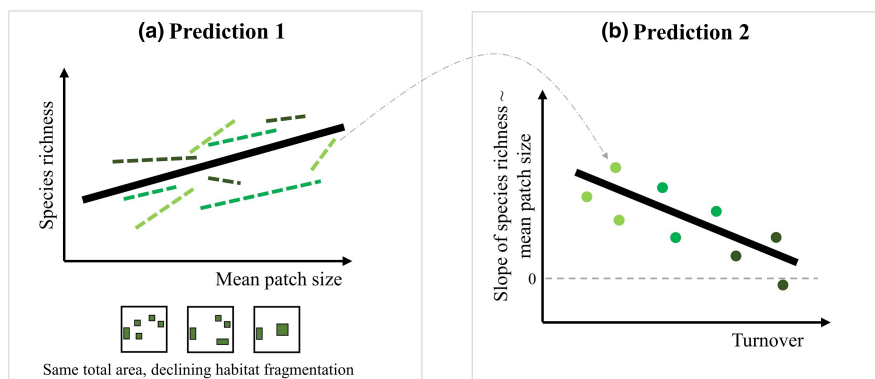 (a) Prediction 1
Species richness
Mean patch size
Same total area, declining habitat fragmentation
(b) Prediction 2
Slope of species richness ~
mean patch size
0
Turnover